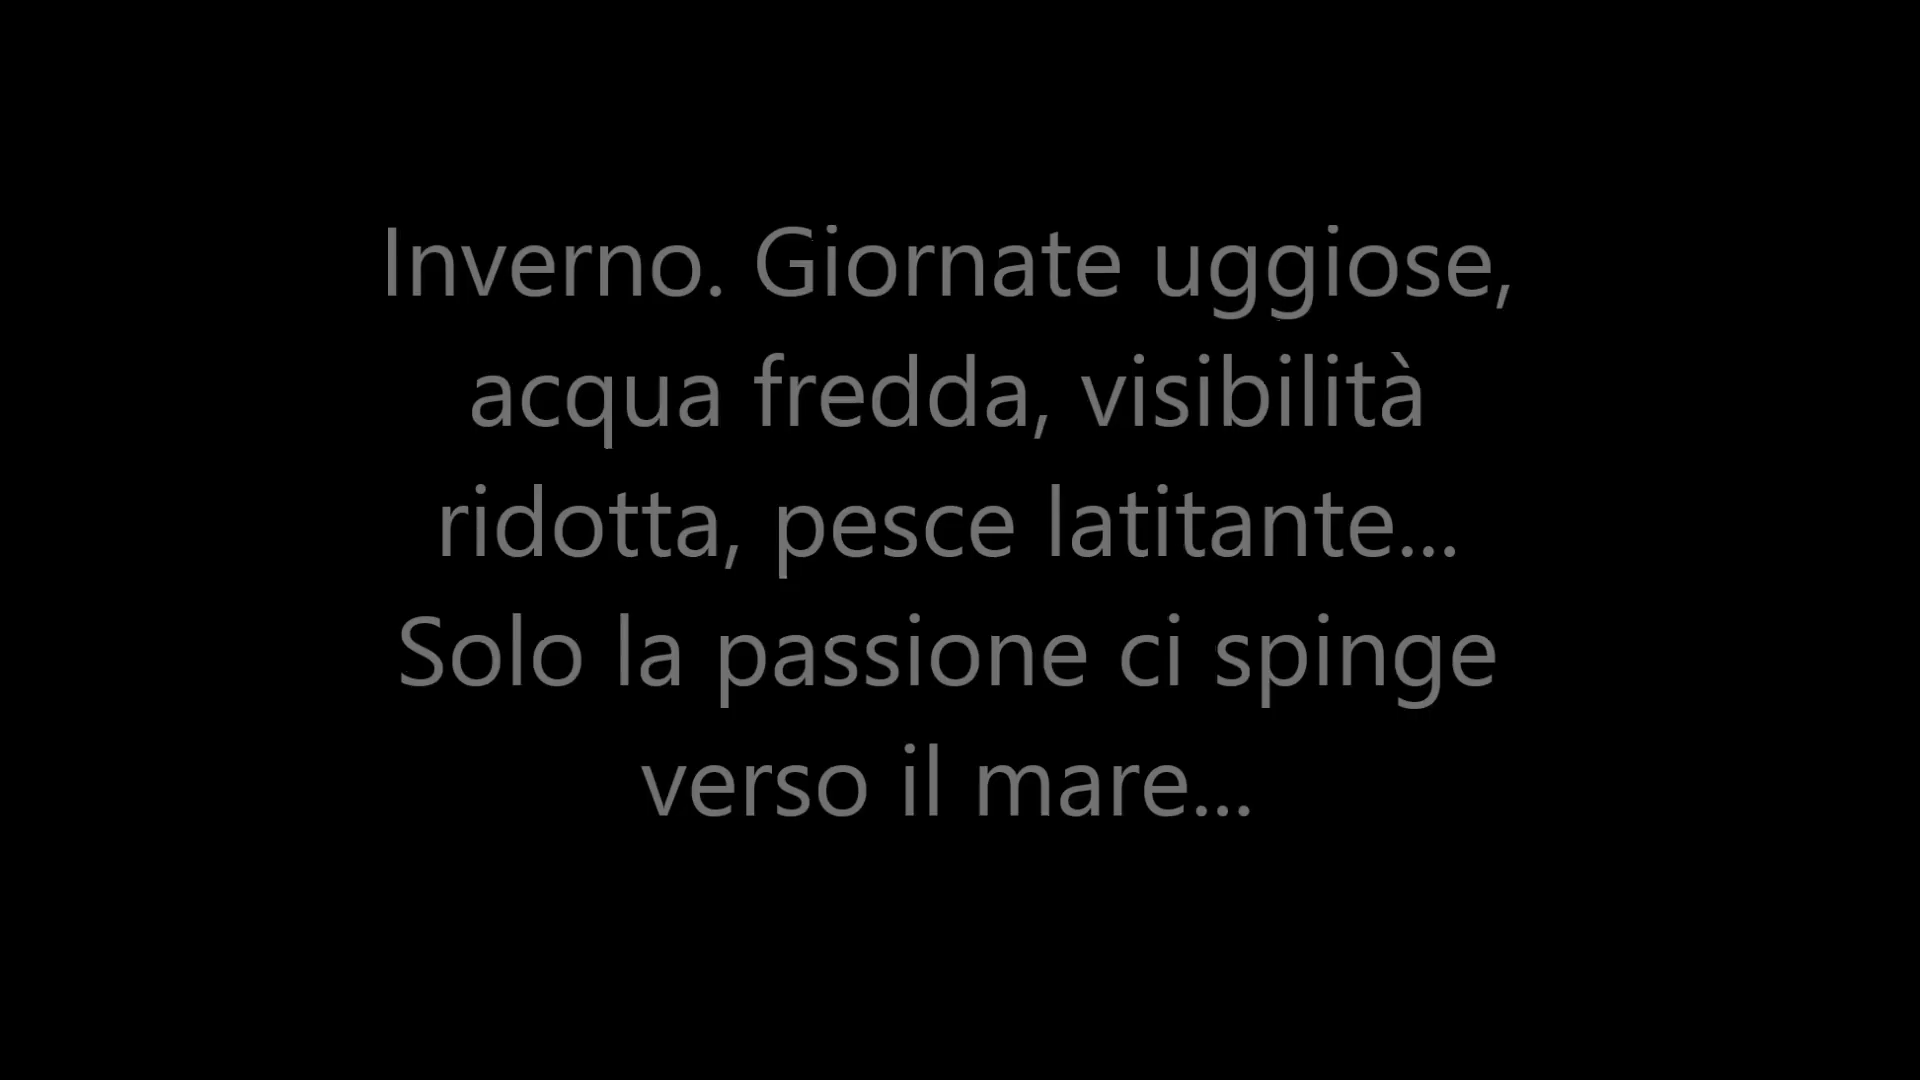 Inverno. Giornate uggiose,
acqua fredda, visibilità
ridotta, pesce latitante...
Solo la passione ci spinge
verso il mare...